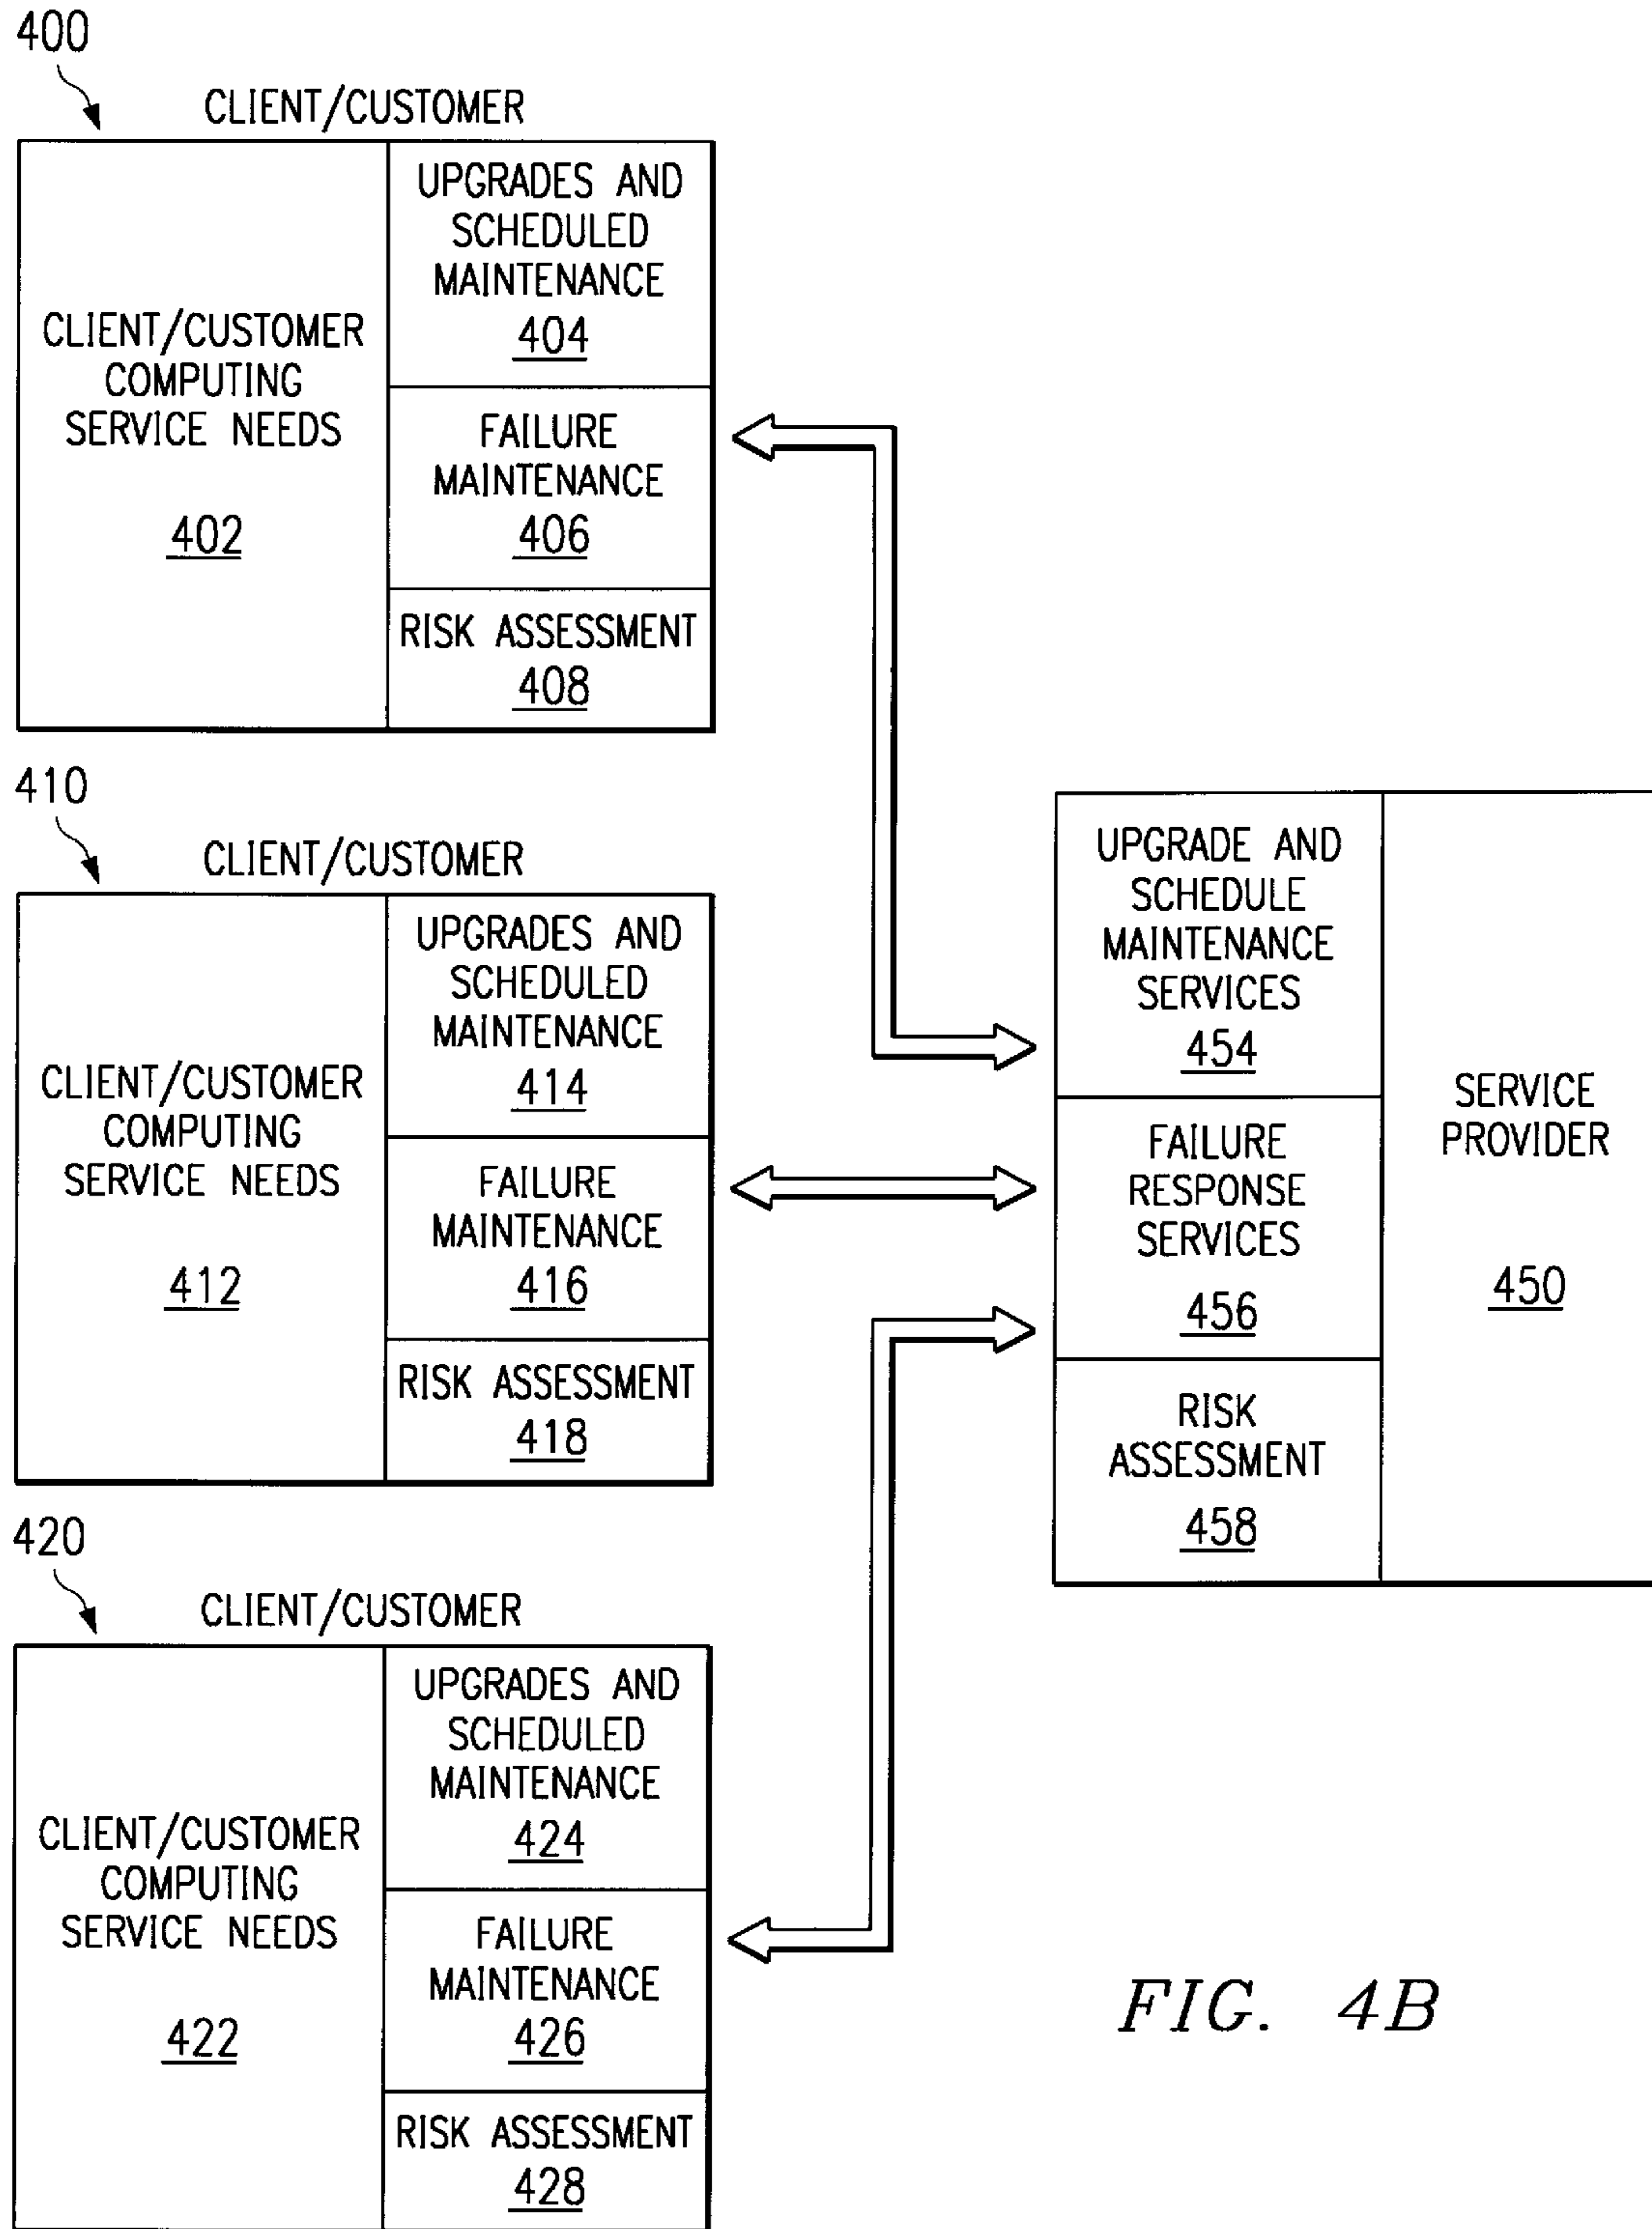 400
CLIENT/CUSTOMER
CLIENT/CUSTOMER
COMPUTING
SERVICE NEEDS
402
UPGRADES AND
SCHEDULED
MAINTENANCE
404
FAILURE
MAINTENANCE
406
RISK ASSESSMENT
408
410
CLIENT/CUSTOMER
CLIENT/CUSTOMER
COMPUTING
SERVICE NEEDS
412
UPGRADES AND
SCHEDULED
MAINTENANCE
414
FAILURE
MAINTENANCE
416
RISK ASSESSMENT
418
420
CLIENT/CUSTOMER
CLIENT/CUSTOMER
COMPUTING
SERVICE NEEDS
422
UPGRADES AND
SCHEDULED
MAINTENANCE
424
FAILURE
MAINTENANCE
426
RISK ASSESSMENT
428
UPGRADE AND
SCHEDULE
MAINTENANCE
SERVICES
454
FAILURE
RESPONSE
SERVICES
456
RISK
ASSESSMENT
458
SERVICE
PROVIDER
450
FIG. 4B